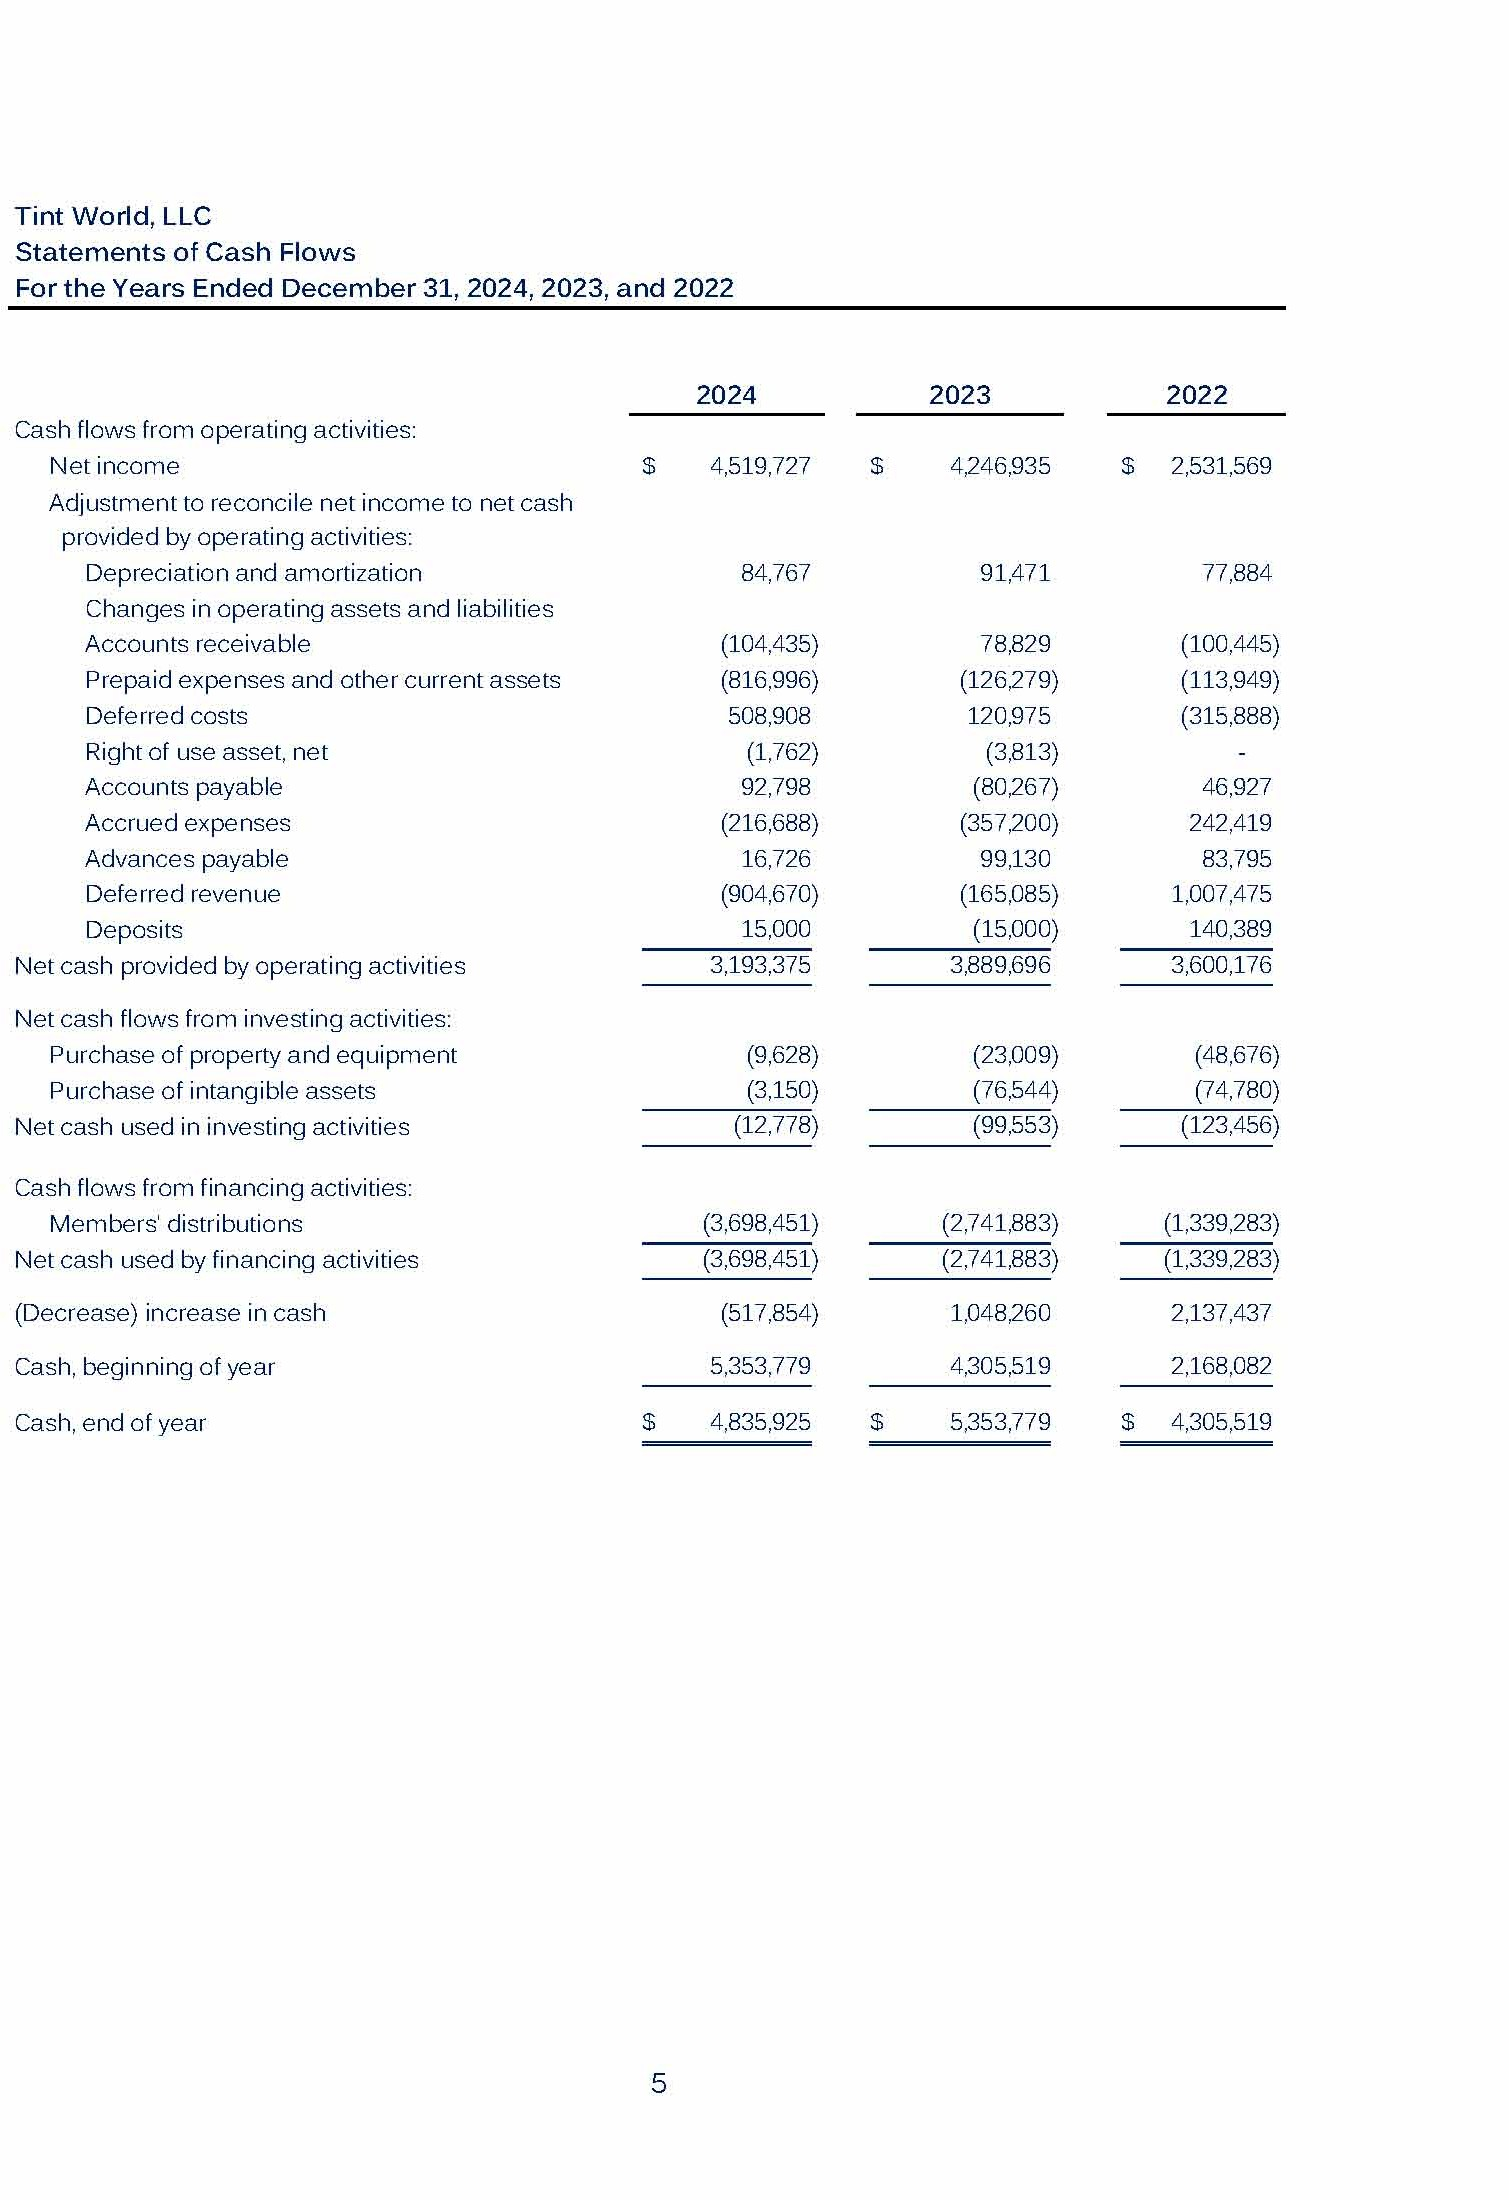 Tint World, LLC
Statements of Cash Flows
For the Years Ended December 31, 2024, 2023, and 2022
2024 2023 2022
Cash flows from operating activities:
Net income $ 4,519,727 $ 4,246,935 $ 2,531,569
Adjustment to reconcile net income to net cash
provided by operating activities:
Depreciation and amortization 84,767 91,471 77,884
Changes in operating assets and liabilities
Accounts receivable (104,435) 78,829 (100,445)
Prepaid expenses and other current assets (816,996) (126,279) (113,949)
Deferred costs 508,908 120,975 (315,888)
Right of use asset, net (1,762) (3,813) -
Accounts payable 92,798 (80,267) 46,927
Accrued expenses (216,688) (357,200) 242,419
Advances payable 16,726 99,130 83,795
Deferred revenue (904,670) (165,085) 1,007,475
Deposits 15,000 (15,000) 140,389
Net cash provided by operating activities 3,193,375 3,889,696 3,600,176
Net cash flows from investing activities:
Purchase of property and equipment (9,628) (23,009) (48,676)
Purchase of intangible assets (3,150) (76,544) (74,780)
Net cash used in investing activities (12,778) (99,553) (123,456)
Cash flows from financing activities:
Members' distributions (3,698,451) (2,741,883) (1,339,283)
Net cash used by financing activities (3,698,451) (2,741,883) (1,339,283)
(Decrease) increase in cash (517,854) 1,048,260 2,137,437
Cash, beginning of year 5,353,779 4,305,519 2,168,082
Cash, end of year $ 4,835,925 $ 5,353,779 $ 4,305,519
5